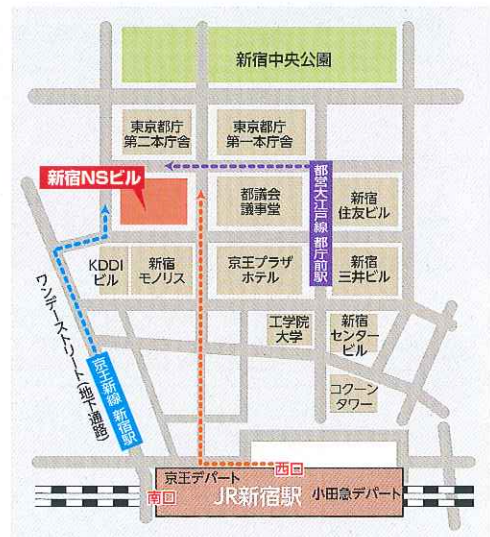 新宿中央公園
東京都庁
第二本庁舎
東京都庁
第一本庁舎
新宿NSビル
都議会
議事堂
都営大江戸線 都庁前駅
新宿
住友ビル
KDDI
ビル
新宿
モノリス
京王プラザ
ホテル
新宿
三井ビル
ワンデーストリート(地下通路)
京王新線 新宿駅
工学院
大学
新宿
センター
ビル
コクーン
タワー
西口
京王デパート
南口
JR新宿駅
小田急デパート